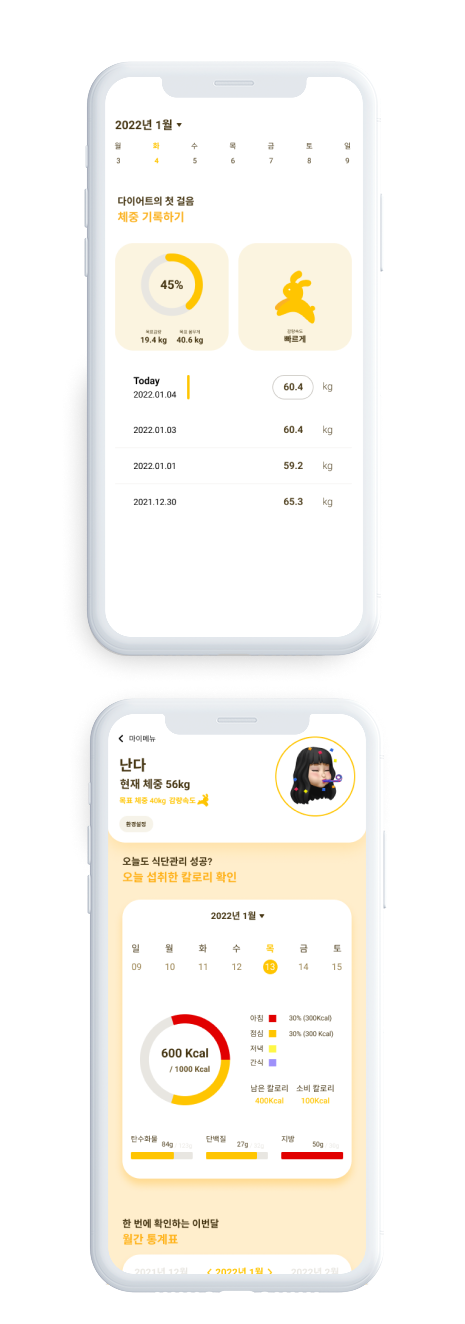 2022년 1월
월 화 수 목 금 토 일
3 4 5 6 7 8 9
다이어트의 첫 걸음
체중 기록하기
45%
목표감량 목표 몸무게
19.4 kg 40.6 kg
감량속도
빠르게
Today
2022.01.04 60.4 kg
2022.01.03 60.4 kg
2022.01.01 59.2 kg
2021.12.30 65.3 kg
마이메뉴
난다
현재 체중 56kg
목표 체중 40kg 감량속도
환경설정
오늘도 식단관리 성공?
오늘 섭취한 칼로리 확인
2022년 1월
일 월 화 수 목 금 토
09 10 11 12 13 14 15
600 Kcal
/ 1000 Kcal
아침 30% (300Kcal)
점심 30% (300 Kcal)
저녁
간식
남은 칼로리 소비 칼로리
400Kcal 100Kcal
탄수화물 84g 단백질 27g 지방 50g
한 번에 확인하는 이번달
월간 통계표
2021년 12월 2022년 1월 2022년 2월